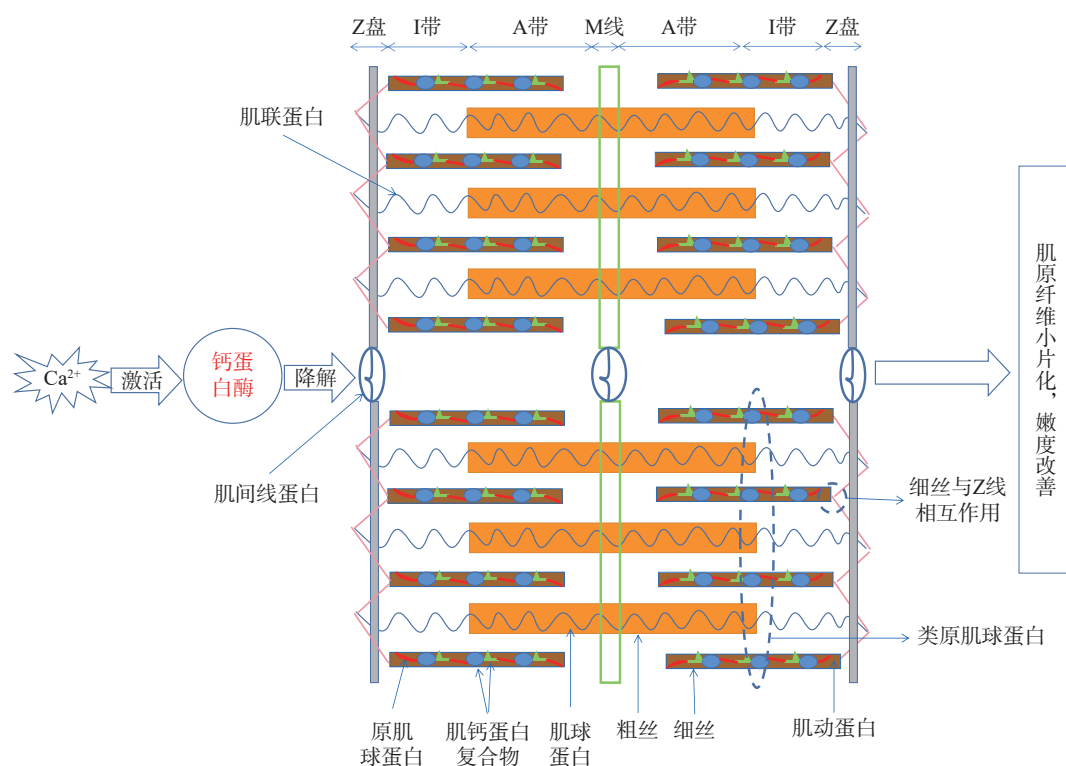 Z盘
I带
A带
M线
A带
I带
Z盘
肌联蛋白
Ca²⁺
激活
钙蛋
白酶
降解
肌间线蛋白
细丝与Z线
相互作用
类原肌球蛋白
肌原纤维小片化，嫩度改善
原肌
球蛋白
肌钙蛋白
复合物
肌球
蛋白
粗丝
细丝
肌动蛋白